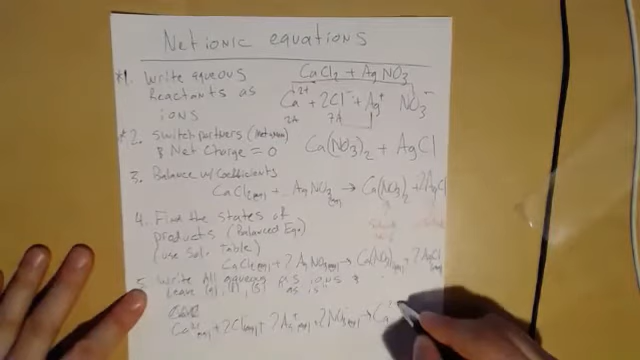 Net ionic equations
*1. Write aqueous Reactants as ions
CaCl2 + AgNO3
Ca2+ + 2Cl- + Ag+ NO3-
2A 7A
*2. Switch partners
& Net Charge = 0
Ca(NO3)2 + AgCl
3. Balance w/ coefficients
CaCl2(aq) + AgNO3(aq) → Ca(NO3)2 + 2AgCl
4. Find the states of
products (Balanced Eq.)
(use Sol. Table)
CaCl2(aq) + 2AgNO3(aq) → Ca(NO3)2(aq) + 2AgCl
5. Write All aqueous as ions &
Leave (g), (l), (s) "as is"
Ca2+(aq) + 2Cl-(aq) + 2Ag+(aq) + 2NO3-(aq) → Ca